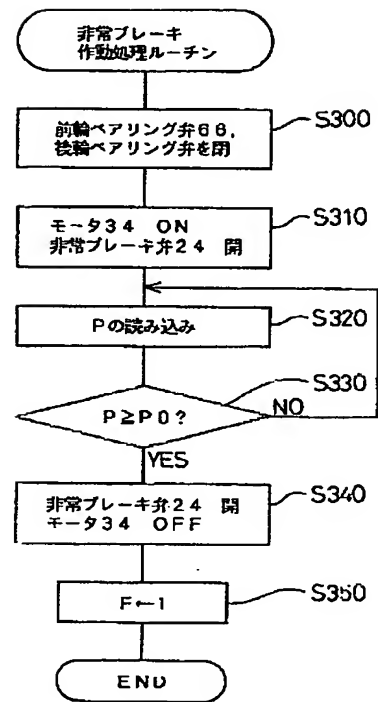 非常ブレーキ
作動処理ルーチン
前輪ベアリング弁66,
後輪ベアリング弁を閉
S300
モータ34 ON
非常ブレーキ弁24 開
S310
Pの読み込み
S320
P≧P0?
S330
NO
YES
非常ブレーキ弁24 開
モータ34 OFF
S340
F←1
S350
END